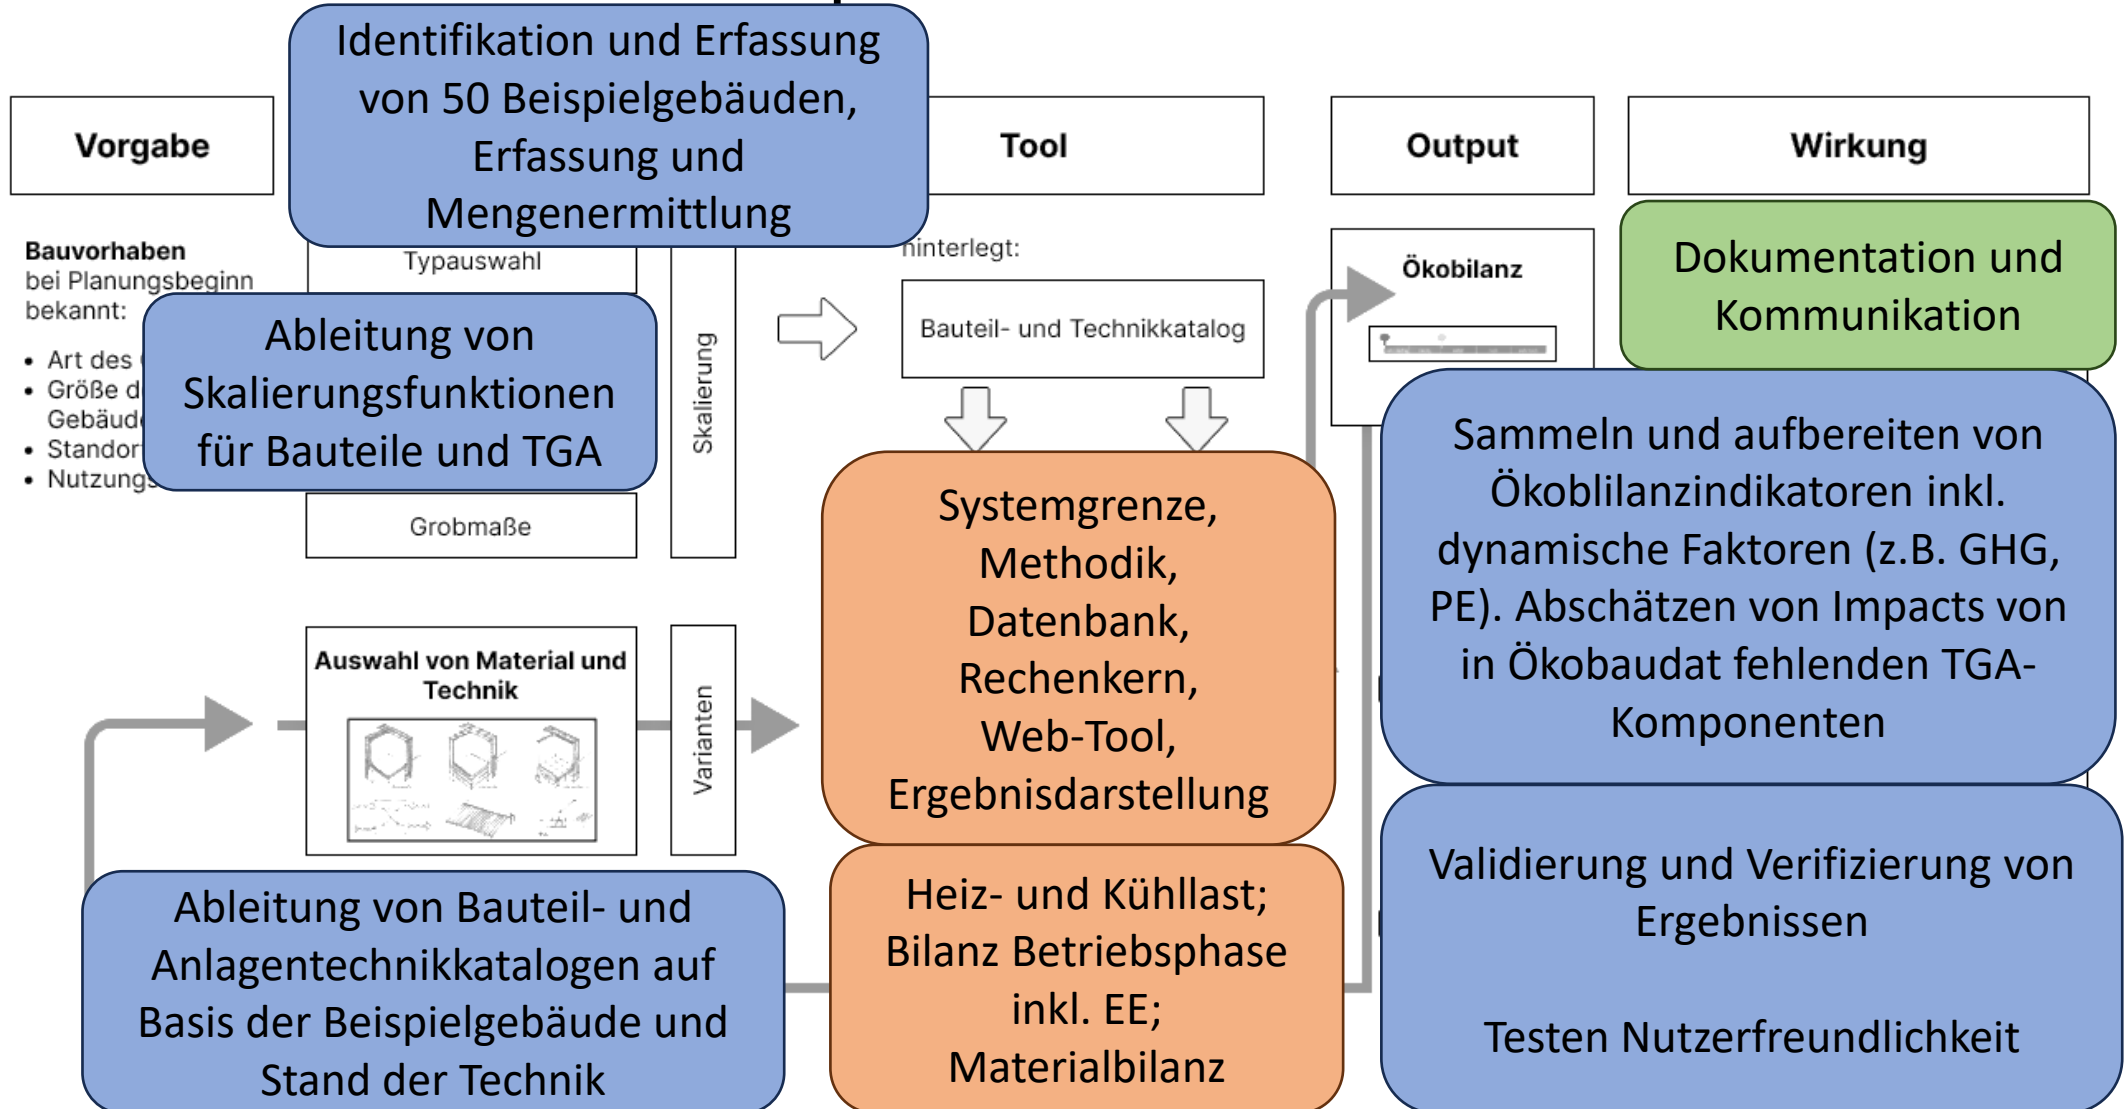 Identifikation und Erfassung
von 50 Beispielgebäuden,
Erfassung und
Mengenermittlung
Vorgabe
Tool
Output
Wirkung
Bauvorhaben
bei Planungsbeginn
bekannt:
• Art des
• Größe
Gebäud
• Standor
• Nutzungs
Typauswahl
Ableitung von
Skalierungsfunktionen
für Bauteile und TGA
Grobmaße
Skalierung
hinterlegt:
Bauteil- und Technikkatalog
Ökobilanz
Dokumentation und
Kommunikation
Systemgrenze,
Methodik,
Datenbank,
Rechenkern,
Web-Tool,
Ergebnisdarstellung
Sammeln und aufbereiten von
Ökoblilanzindikatoren inkl.
dynamische Faktoren (z.B. GHG,
PE). Abschätzen von Impacts von
in Ökobaudat fehlenden TGA-
Komponenten
Auswahl von Material und
Technik
Varianten
Ableitung von Bauteil- und
Anlagentechnikkatalogen auf
Basis der Beispielgebäude und
Stand der Technik
Heiz- und Kühllast;
Bilanz Betriebsphase
inkl. EE;
Materialbilanz
Validierung und Verifizierung von
Ergebnissen
Testen Nutzerfreundlichkeit